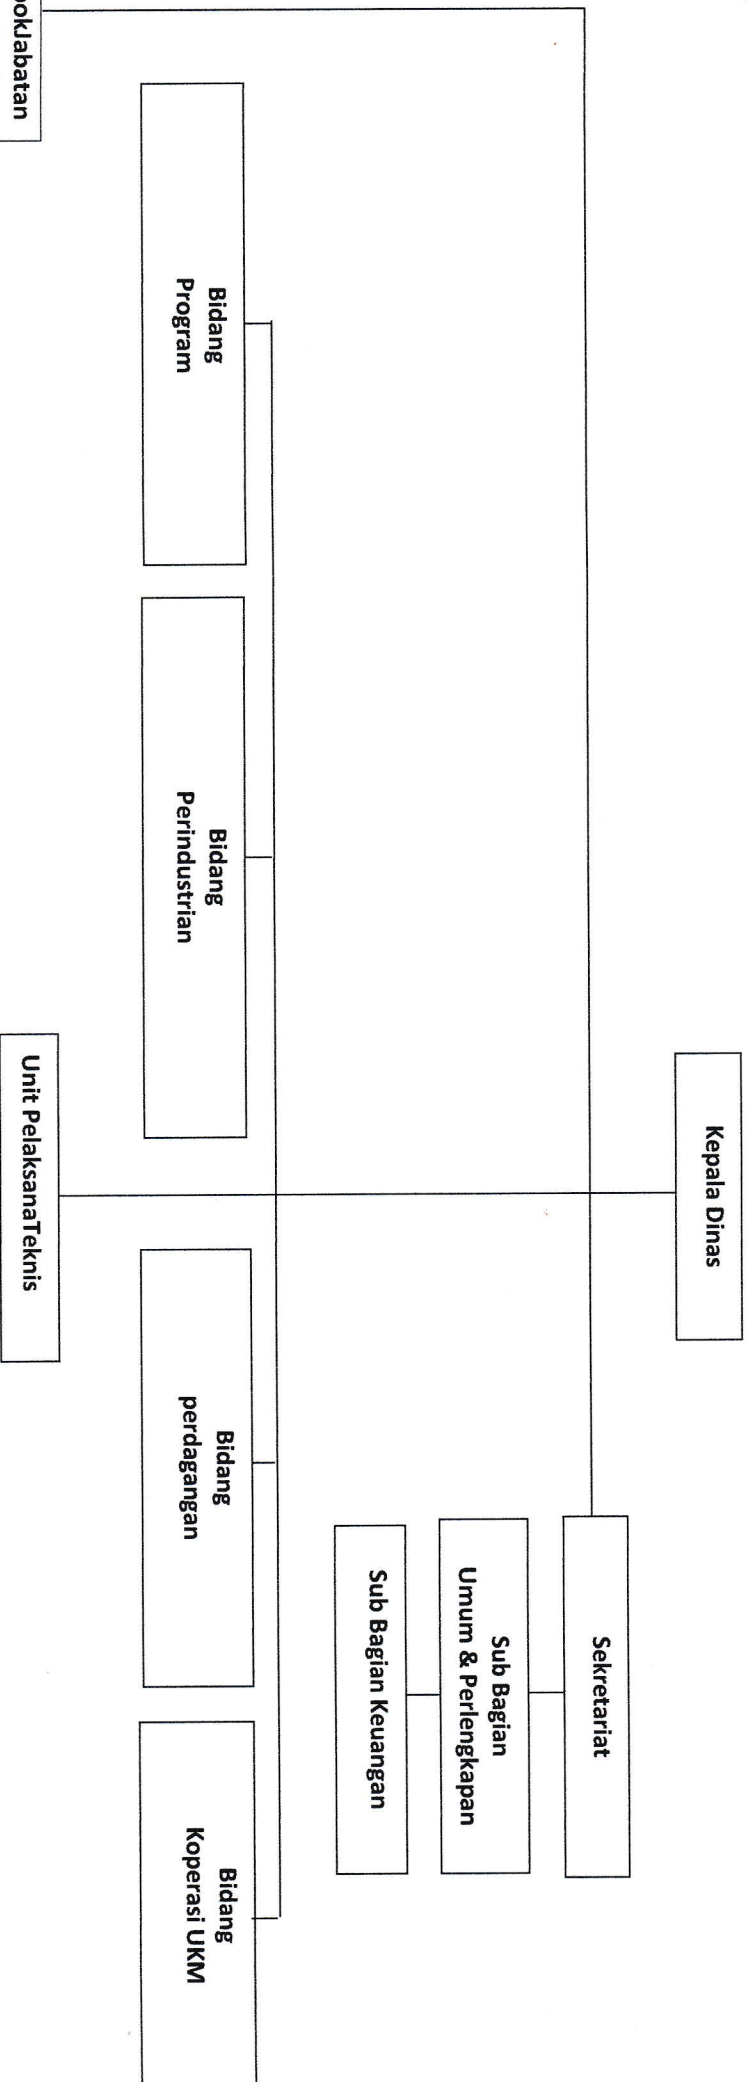 Kepala Dinas
Sekretariat
Sub Bagian
Umum & Perlengkapan
Sub Bagian Keuangan
Bidang
Program
Bidang
Perindustrian
Bidang
perdagangan
Bidang
Koperasi UKM
Unit PelaksanaTeknis
okJabatan